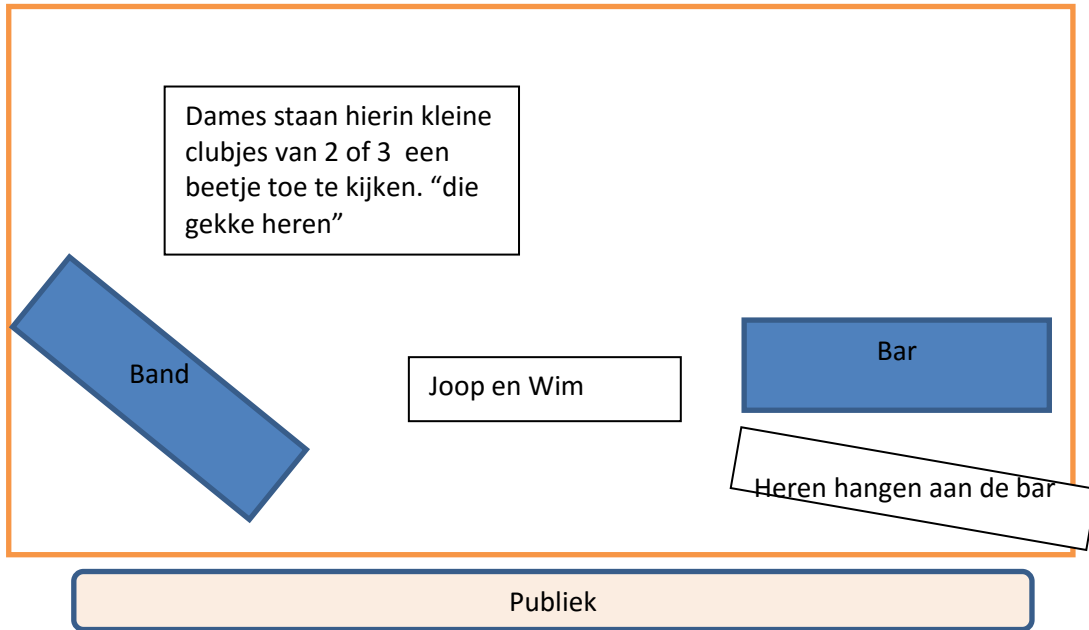 Dames staan hierin kleine
clubjes van 2 of 3 een
beetje toe te kijken. “die
gekke heren”
Band
Joop en Wim
Bar
Heren hangen aan de bar
Publiek